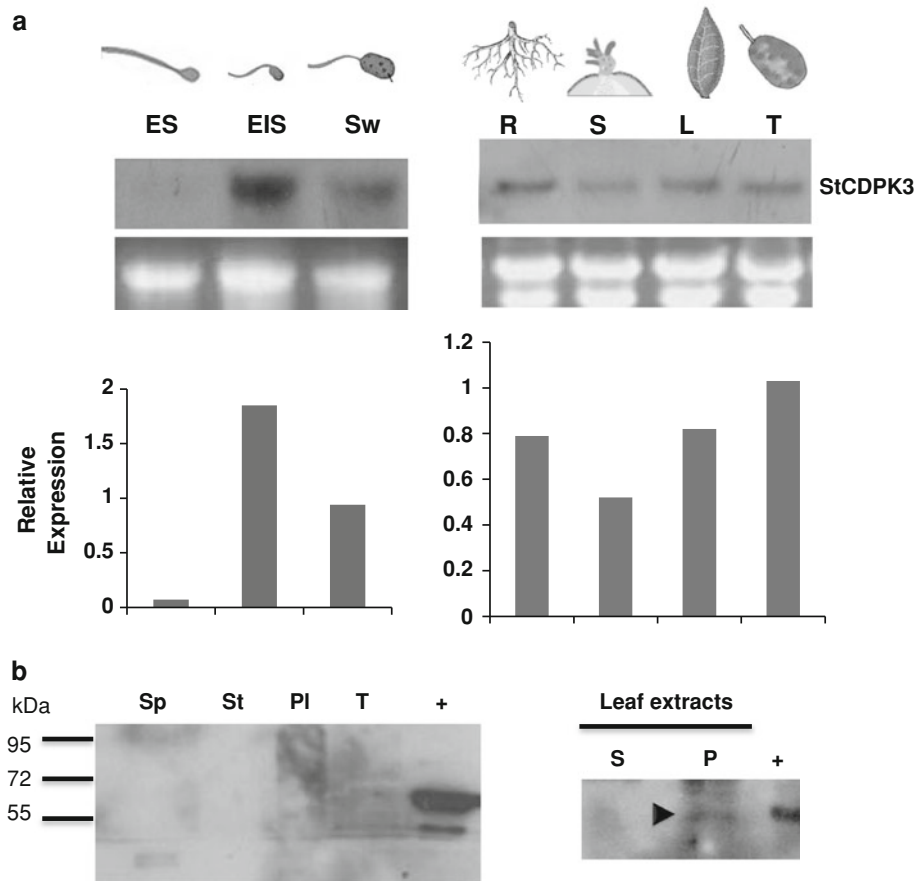 a
ES EIS Sw
R S L T
StCDPK3
Relative
Expression
2
1.5
1
0.5
0
1.2
1
0.8
0.6
0.4
0.2
0
b
kDa
Sp St Pl T +
95
72
55
Leaf extracts
S P +